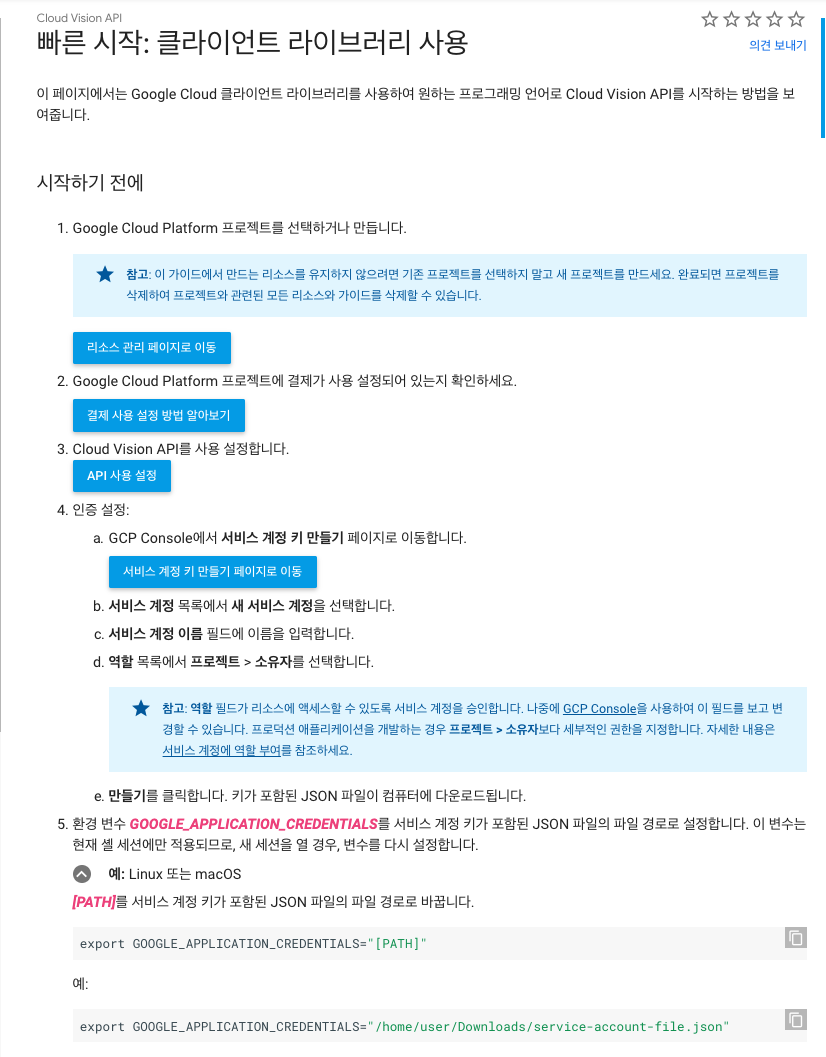 Cloud Vision API
빠른 시작: 클라이언트 라이브러리 사용
의견 보내기
이 페이지에서는 Google Cloud 클라이언트 라이브러리를 사용하여 원하는 프로그래밍 언어로 Cloud Vision API를 시작하는 방법을 보
여줍니다.
시작하기 전에
1. Google Cloud Platform 프로젝트를 선택하거나 만듭니다.
참고: 이 가이드에서 만드는 리소스를 유지하지 않으려면 기존 프로젝트를 선택하지 말고 새 프로젝트를 만드세요. 완료되면 프로젝트를
삭제하여 프로젝트와 관련된 모든 리소스와 가이드를 삭제할 수 있습니다.
리소스 관리 페이지로 이동
2. Google Cloud Platform 프로젝트에 결제가 사용 설정되어 있는지 확인하세요.
결제 사용 설정 방법 알아보기
3. Cloud Vision API를 사용 설정합니다.
API 사용 설정
4. 인증 설정:
a. GCP Console에서 서비스 계정 키 만들기 페이지로 이동합니다.
서비스 계정 키 만들기 페이지로 이동
b. 서비스 계정 목록에서 새 서비스 계정을 선택합니다.
c. 서비스 계정 이름 필드에 이름을 입력합니다.
d. 역할 목록에서 프로젝트 > 소유자를 선택합니다.
참고: 역할 필드가 리소스에 액세스할 수 있도록 서비스 계정을 승인합니다. 나중에 GCP Console을 사용하여 이 필드를 보고 변
경할 수 있습니다. 프로덕션 애플리케이션을 개발하는 경우 프로젝트 > 소유자보다 세부적인 권한을 지정합니다. 자세한 내용은
서비스 계정에 역할 부여를 참조하세요.
e. 만들기를 클릭합니다. 키가 포함된 JSON 파일이 컴퓨터에 다운로드됩니다.
5. 환경 변수 GOOGLE_APPLICATION_CREDENTIALS를 서비스 계정 키가 포함된 JSON 파일의 파일 경로로 설정합니다. 이 변수는
현재 셸 세션에만 적용되므로, 새 세션을 열 경우, 변수를 다시 설정합니다.
예: Linux 또는 macOS
[PATH]를 서비스 계정 키가 포함된 JSON 파일의 파일 경로로 바꿉니다.
export GOOGLE_APPLICATION_CREDENTIALS="[PATH]"
예:
export GOOGLE_APPLICATION_CREDENTIALS="/home/user/Downloads/service-account-file.json"